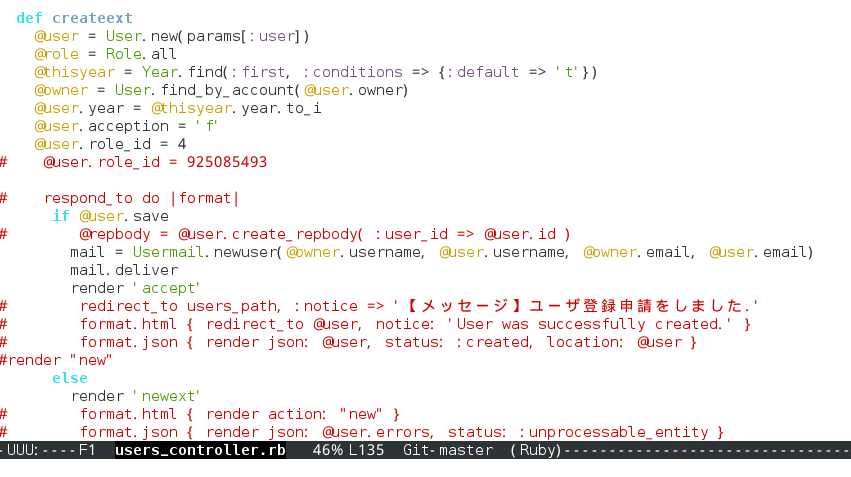 def createext
@user = User.new(params[:user])
@role = Role.all
@thisyear = Year.find(:first, :conditions => {:default => 't'})
@owner = User.find_by_account(@user.owner)
@user.year = @thisyear.year.to_i
@user.acception = 'f'
@user.role_id = 4
# @user.role_id = 925085493
# respond_to do |format|
if @user.save
# @repbody = @user.create_repbody( :user_id => @user.id )
mail = Usermail.newuser(@owner.username, @user.username, @owner.email, @user.email)
mail.deliver
render 'accept'
# redirect_to users_path, :notice => '【メッセージ】ユーザ登録申請をしました.'
# format.html { redirect_to @user, notice: 'User was successfully created.' }
# format.json { render json: @user, status: :created, location: @user }
#render "new"
else
render 'newext'
# format.html { render action: "new" }
# format.json { render json: @user.errors, status: :unprocessable_entity }
-UUU:----F1 users_controller.rb 46% L135 Git-master (Ruby)--------------------------------